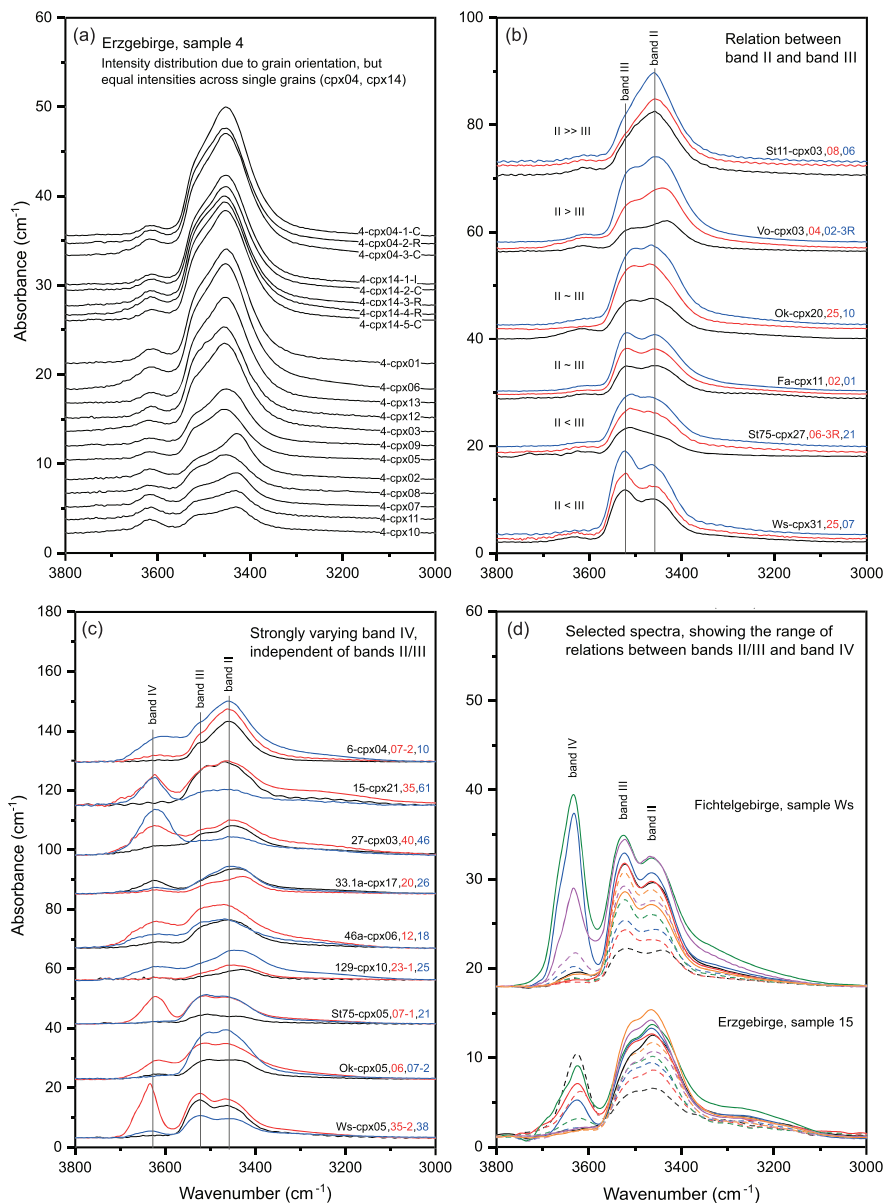 (a)
Erzgebirge, sample 4
Intensity distribution due to grain orientation, but
equal intensities across single grains (cpx04, cpx14)
Absorbance (cm⁻¹)
60
50
40
30
20
10
0
4-cpx04-1-C
4-cpx04-2-R
4-cpx04-3-C
4-cpx14-1-I
4-cpx14-2-C
4-cpx14-3-R
4-cpx14-4-R
4-cpx14-5-C
4-cpx01
4-cpx06
4-cpx13
4-cpx12
4-cpx03
4-cpx09
4-cpx05
4-cpx02
4-cpx08
4-cpx07
4-cpx11
4-cpx10
3800 3600 3400 3200 3000
(b)
Relation between
band II and band III
band III
band II
100
80
60
40
20
0
II >> III
St11-cpx03,08,06
II > III
Vo-cpx03,04,02-3R
II ~ III
Ok-cpx20,25,10
II ~ III
Fa-cpx11,02,01
II < III
St75-cpx27,06-3R,21
II < III
Ws-cpx31,25,07
3800 3600 3400 3200 3000
(c)
Strongly varying band IV,
independent of bands II/III
band IV
band III
band II
Absorbance (cm⁻¹)
180
160
140
120
100
80
60
40
20
0
6-cpx04,07-2,10
15-cpx21,35,61
27-cpx03,40,46
33.1a-cpx17,20,26
46a-cpx06,12,18
129-cpx10,23-1,25
St75-cpx05,07-1,21
Ok-cpx05,06,07-2
Ws-cpx05,35-2,38
3800 3600 3400 3200 3000
Wavenumber (cm⁻¹)
(d)
Selected spectra, showing the range of
relations between bands II/III and band IV
band IV
band III
band II
60
50
40
30
20
10
0
Fichtelgebirge, sample Ws
Erzgebirge, sample 15
3800 3600 3400 3200 3000
Wavenumber (cm⁻¹)